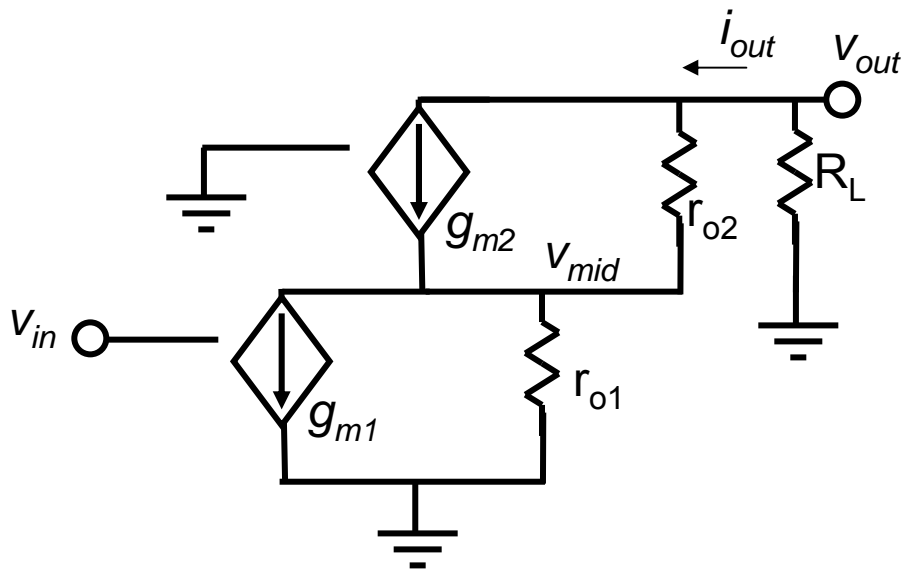 i_out
v_out
R_L
r_o2
g_m2
v_mid
v_in
r_o1
g_m1